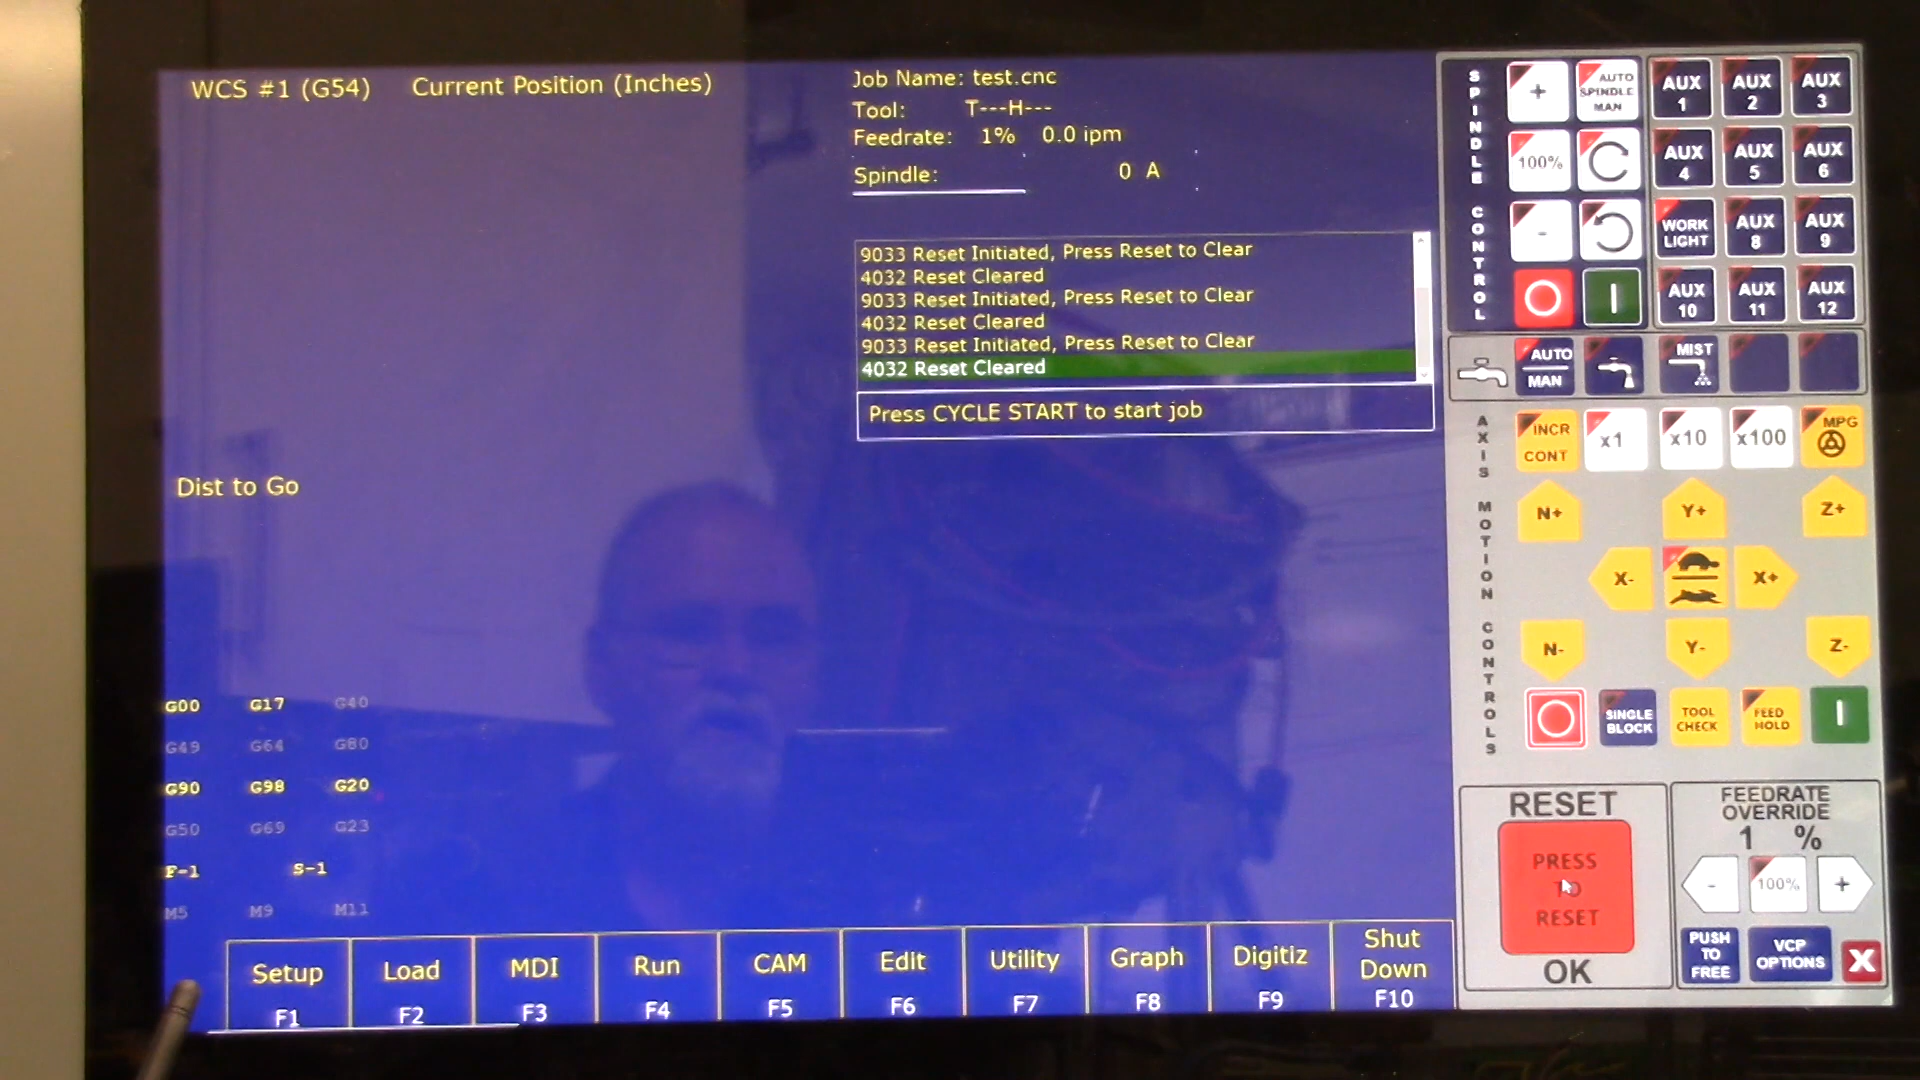 WCS #1 (G54) Current Position (Inches)
Job Name: test.cnc
Tool: T---H---
Feedrate: 1% 0.0 ipm
Spindle: 0 A
9033 Reset Initiated, Press Reset to Clear
4032 Reset Cleared
9033 Reset Initiated, Press Reset to Clear
4032 Reset Cleared
9033 Reset Initiated, Press Reset to Clear
4032 Reset Cleared
Press CYCLE START to start job
Dist to Go
G00 G17 G40
G49 G64 G80
G90 G98 G20
G50 G69 G23
F-1 S-1
M5 M9 M11
Setup F1
Load F2
MDI F3
Run F4
CAM F5
Edit F6
Utility F7
Graph F8
Digitiz F9
Shut Down F10
SPINDLE CONTROL
+
AUTO
SPINDLE
MAN
100%
-
AUX 1
AUX 2
AUX 3
AUX 4
AUX 5
AUX 6
WORK LIGHT
AUX 8
AUX 9
AUX 10
AUX 11
AUX 12
AUTO
MAN
MIST
AXIS MOTION CONTROLS
INCR
CONT
x1
x10
x100
MPG
N+
Y+
Z+
X-
X+
N-
Y-
Z-
SINGLE BLOCK
TOOL CHECK
FEED HOLD
RESET
PRESS
TO
RESET
OK
FEEDRATE
OVERRIDE
1 %
-
100%
+
PUSH
TO
FREE
VCP
OPTIONS
X